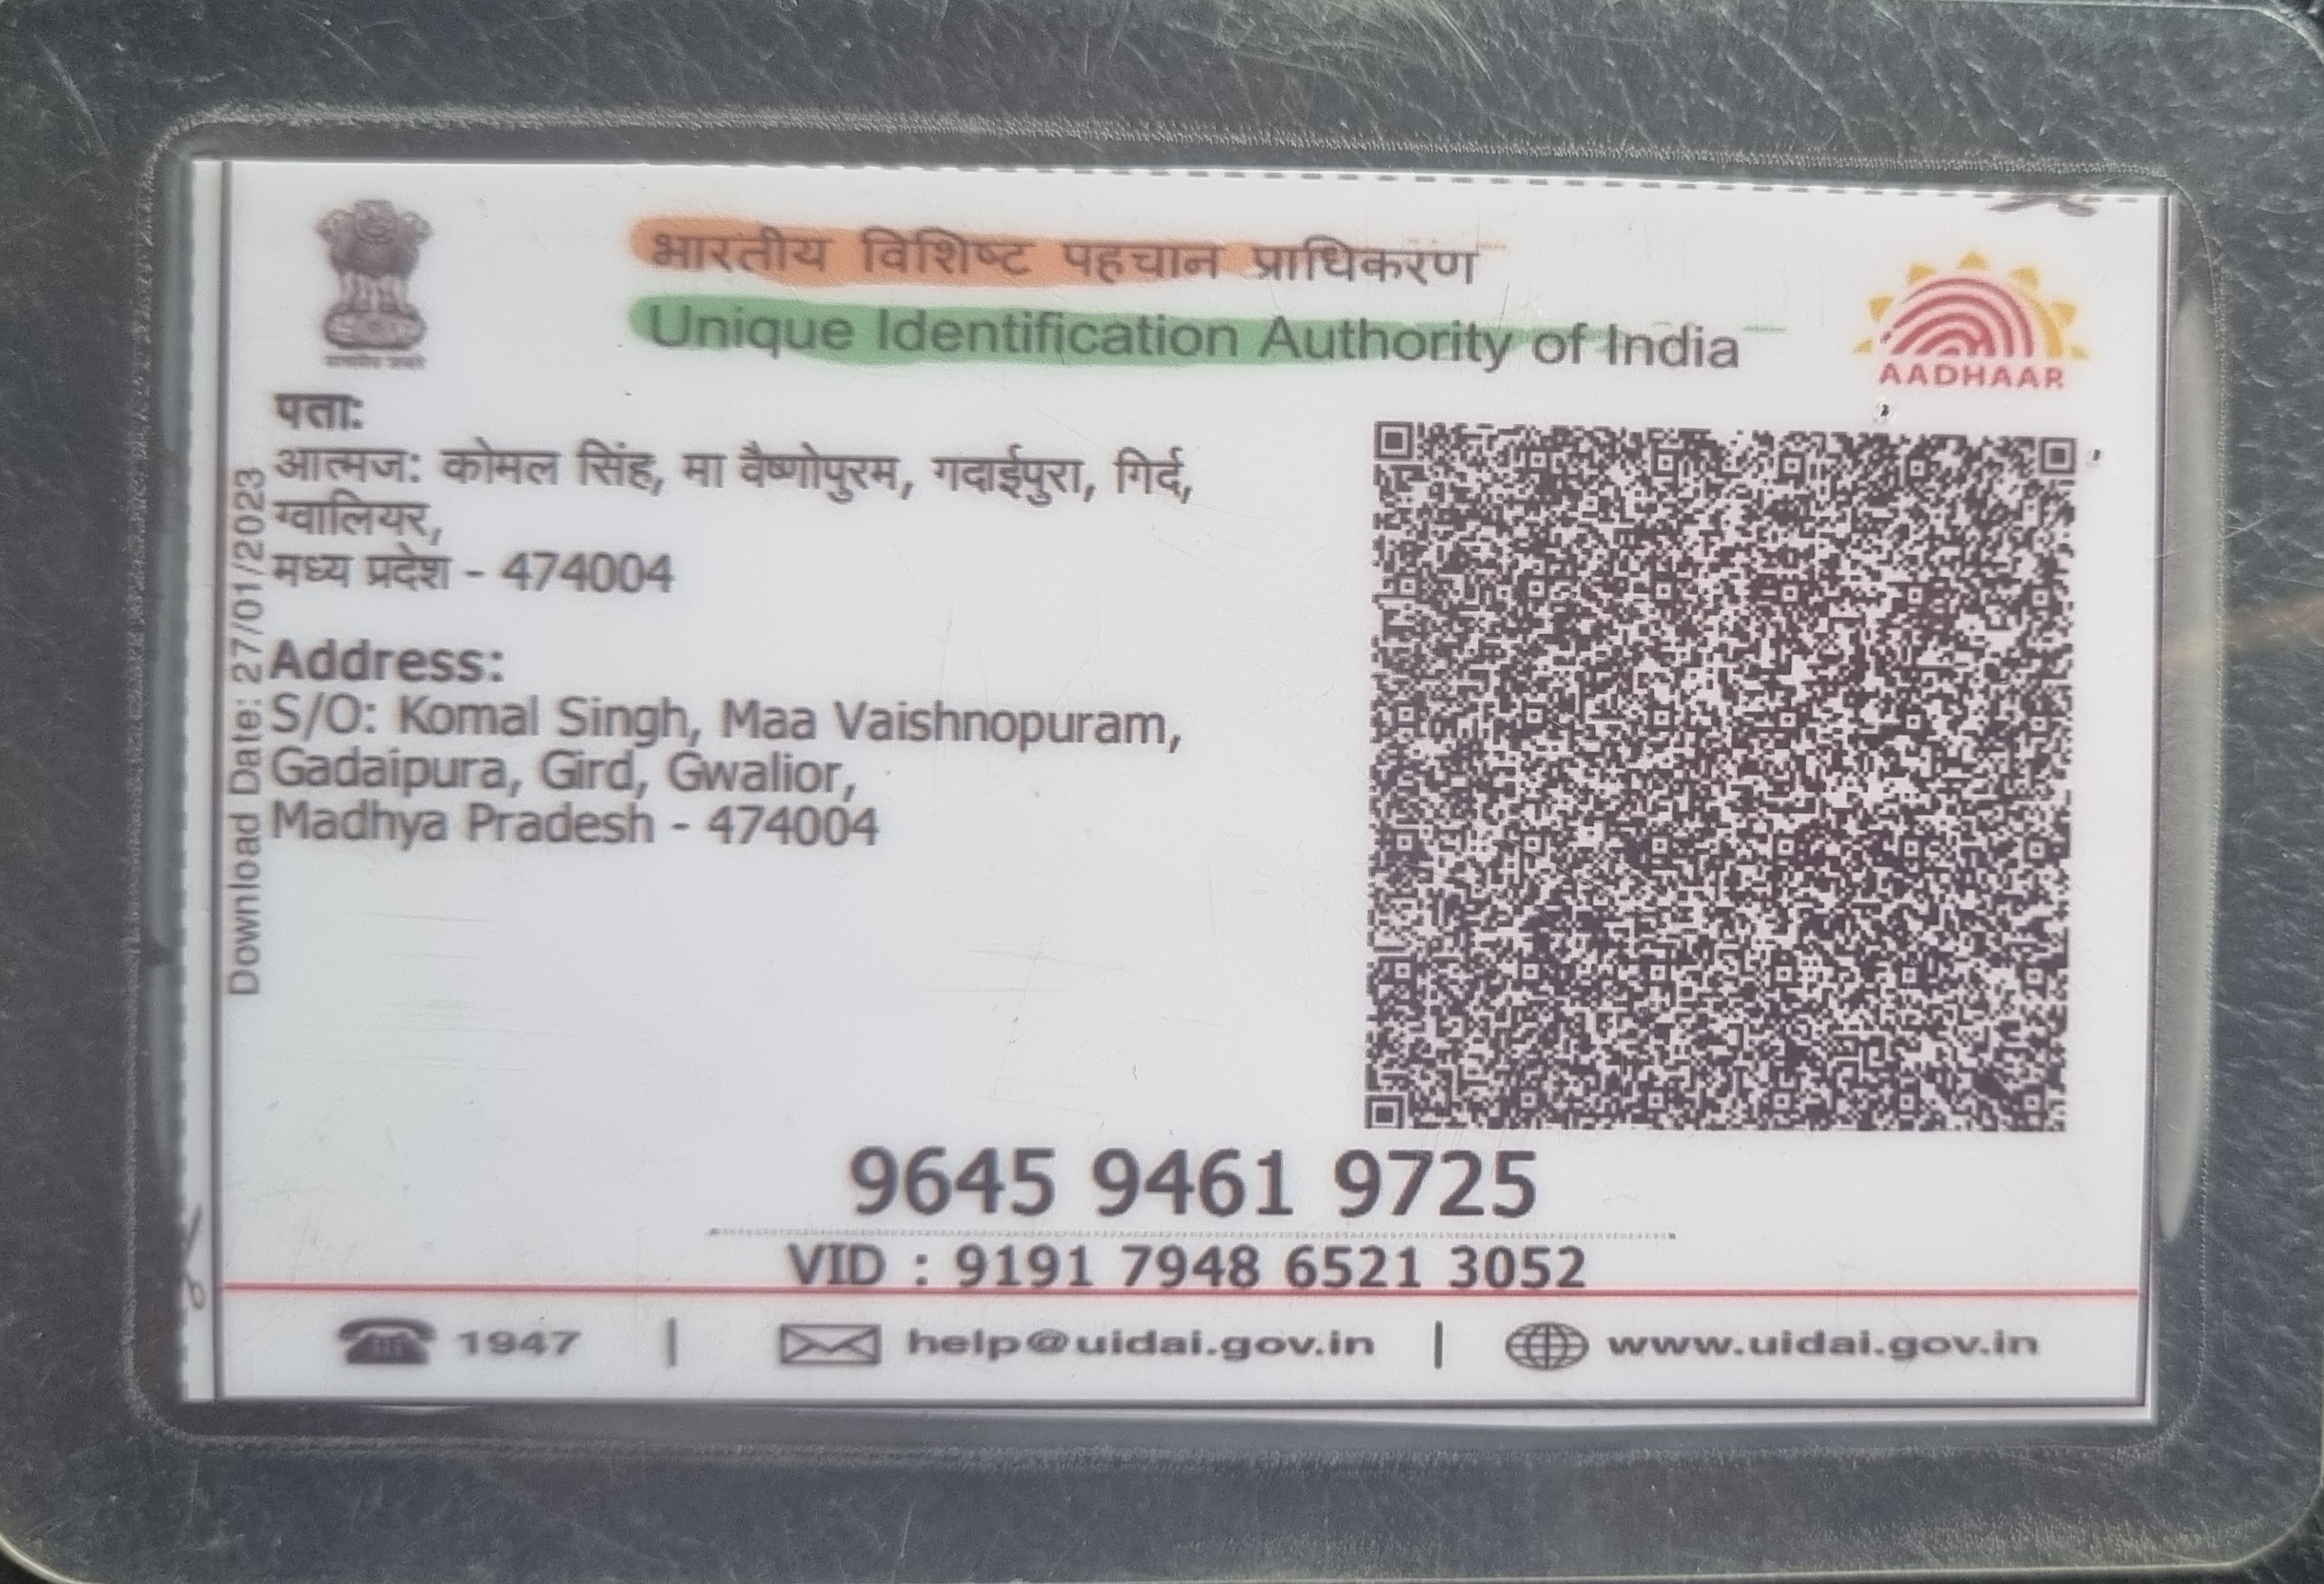 भारतीय विशिष्ट पहचान प्राधिकरण
Unique Identification Authority of India
AADHAAR
पता:
आत्मज: कोमल सिंह, मा वैष्णोपुरम, गदाईपुरा, गिर्द,
ग्वालियर,
मध्य प्रदेश - 474004
Address:
S/O: Komal Singh, Maa Vaishnopuram,
Gadaipura, Gird, Gwalior,
Madhya Pradesh - 474004
Download Date: 27/01/2023
9645 9461 9725
VID : 9191 7948 6521 3052
1947 | help@uidai.gov.in | www.uidai.gov.in